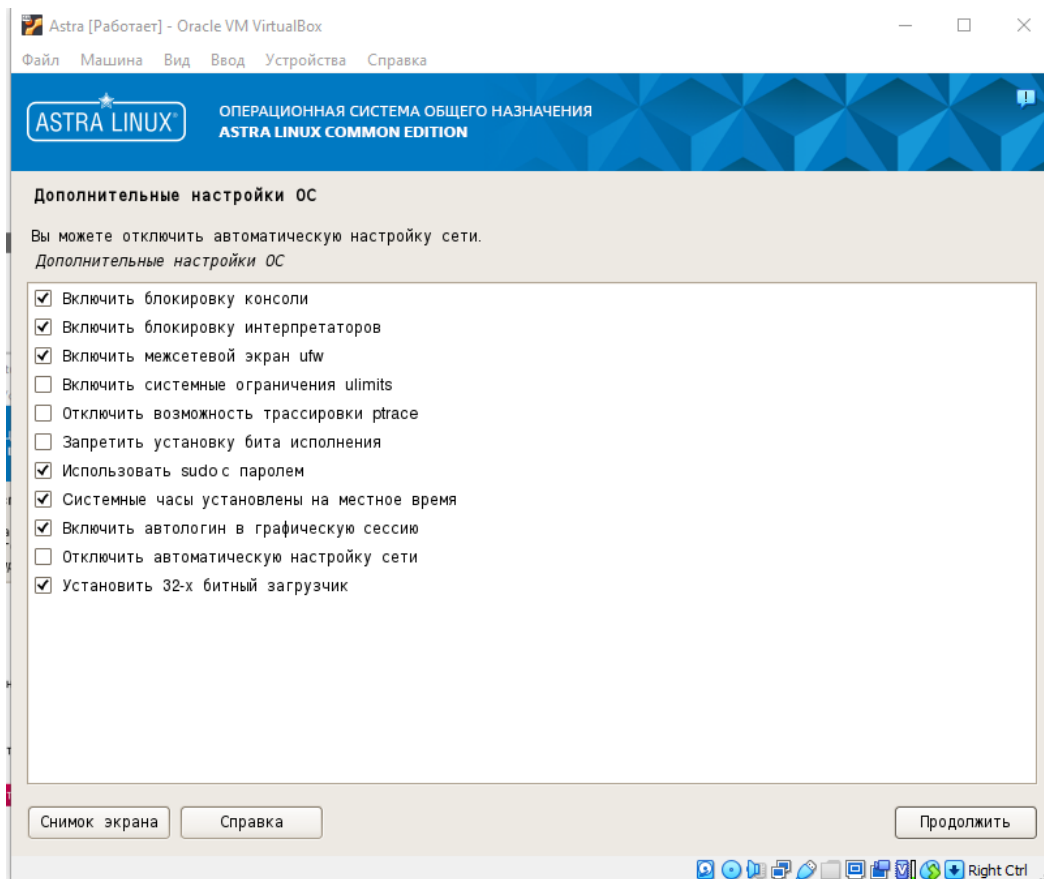 Astra [Работает] - Oracle VM VirtualBox
Файл Машина Вид Ввод Устройства Справка
ASTRA LINUX®
ОПЕРАЦИОННАЯ СИСТЕМА ОБЩЕГО НАЗНАЧЕНИЯ
ASTRA LINUX COMMON EDITION
Дополнительные настройки ОС
Вы можете отключить автоматическую настройку сети.
Дополнительные настройки ОС
Включить блокировку консоли
Включить блокировку интерпретаторов
Включить межсетевой экран ufw
Включить системные ограничения ulimits
Отключить возможность трассировки ptrace
Запретить установку бита исполнения
Использовать sudo с паролем
Системные часы установлены на местное время
Включить автологин в графическую сессию
Отключить автоматическую настройку сети
Установить 32-х битный загрузчик
Снимок экрана Справка Продолжить
Right Ctrl